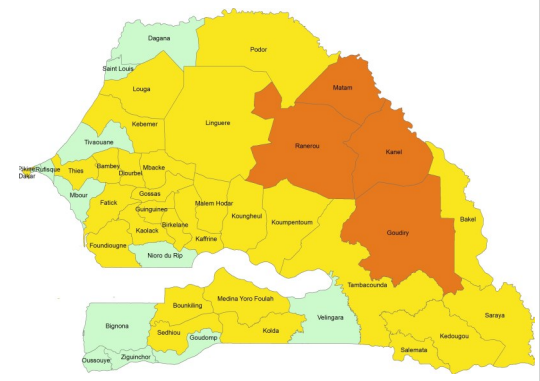 Dagana
Podor
Saint Louis
Matam
Louga
Linguere
Kebemer
Ranerou
Kanel
Tivaouane
Pikine
Rufisque
Dakar
Thies
Bambey
Diourbel
Mbacke
Mbour
Gossas
Fatick
Guinguineo
Malem Hodar
Koungheul
Koumpentoum
Bakel
Birkelane
Kaolack
Kaffrine
Goudiry
Foundiougne
Nioro du Rip
Tambacounda
Medina Yoro Foulah
Bounkiling
Saraya
Velingara
Bignona
Sedhiou
Kolda
Goudomp
Kedougou
Salemata
Ziguinchor
Oussouye